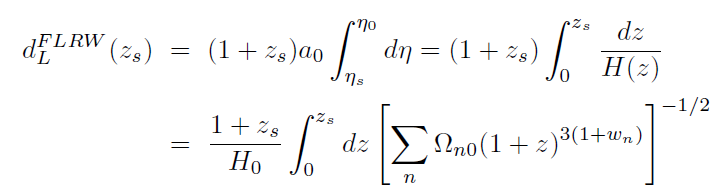 d_L^{FLRW}(z_s) = (1 + z_s)a_0 \int_{\eta_s}^{\eta_0} d\eta = (1 + z_s) \int_0^{z_s} \frac{dz}{H(z)}
= \frac{1 + z_s}{H_0} \int_0^{z_s} dz \left[ \sum_n \Omega_{n0}(1 + z)^{3(1+w_n)} \right]^{-1/2}